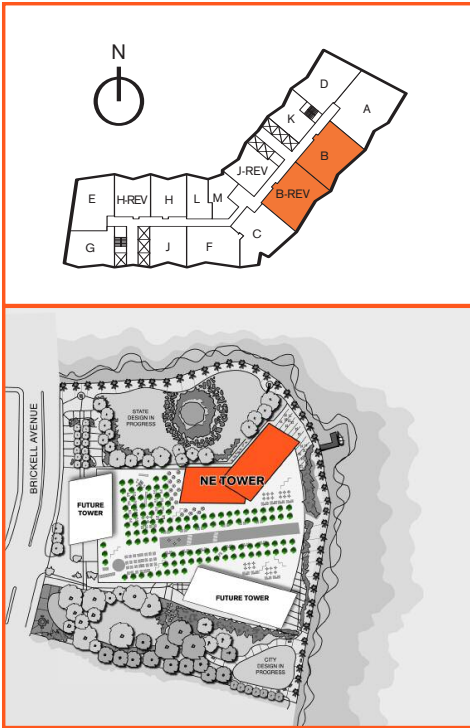 N
D
A
K
B
J-REV
B-REV
E
H-REV
H
L
M
G
J
F
C
BRICKELL AVENUE
STATE
DESIGN IN
PROGRESS
NE TOWER
FUTURE
TOWER
FUTURE TOWER
CITY
DESIGN IN
PROGRESS